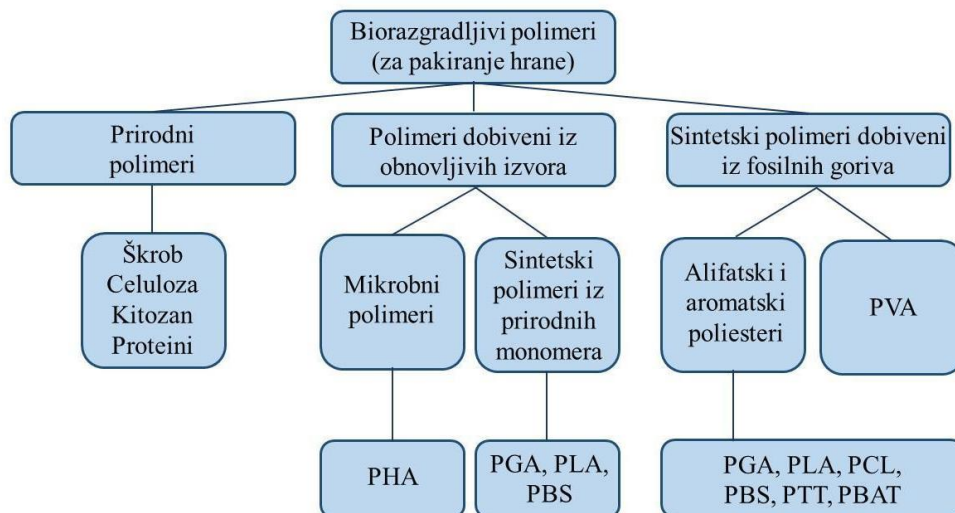 Biorazgradljivi polimeri
(za pakiranje hrane)
Prirodni
polimeri
Polimeri dobiveni iz
obnovljivih izvora
Sintetski polimeri dobiveni
iz fosilnih goriva
Škrob
Celuloza
Kitozan
Proteini
Mikrobni
polimeri
Sintetski
polimeri iz
prirodnih
monomera
Alifatski i
aromatski
poliesteri
PVA
PHA
PGA, PLA,
PBS
PGA, PLA, PCL,
PBS, PTT, PBAT